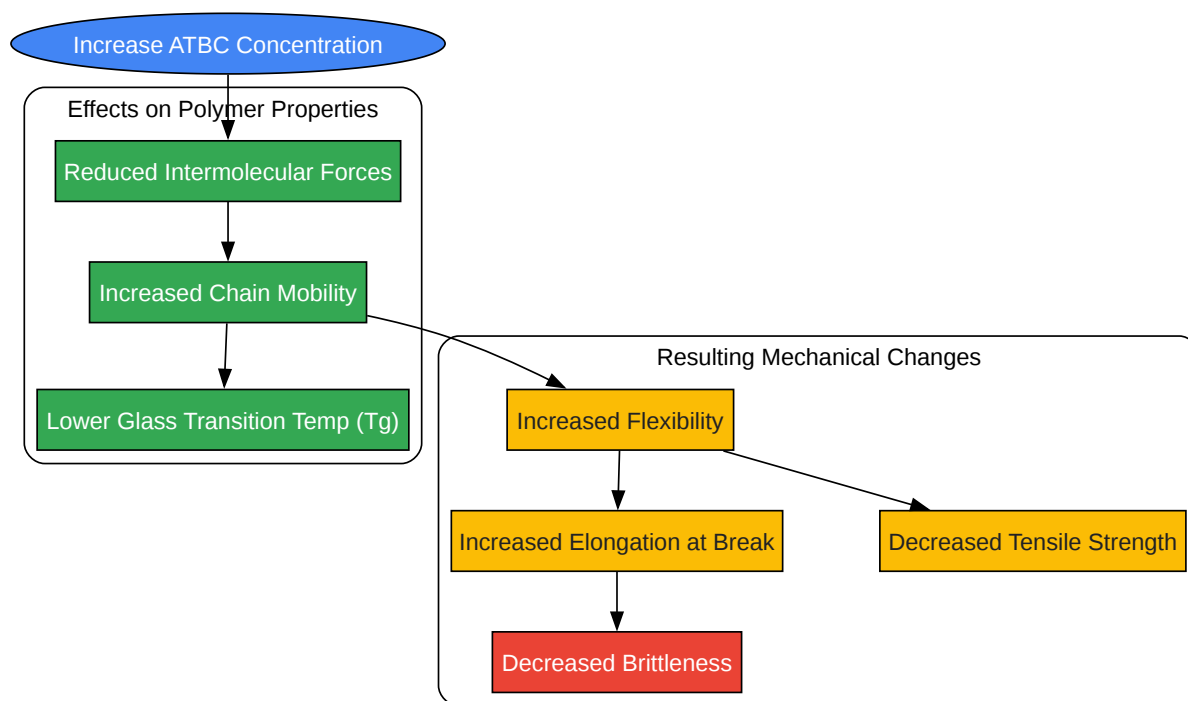 Increase ATBC Concentration
Effects on Polymer Properties
Reduced Intermolecular Forces
Increased Chain Mobility
Lower Glass Transition Temp (Tg)
Resulting Mechanical Changes
Increased Flexibility
Increased Elongation at Break
Decreased Tensile Strength
Decreased Brittleness